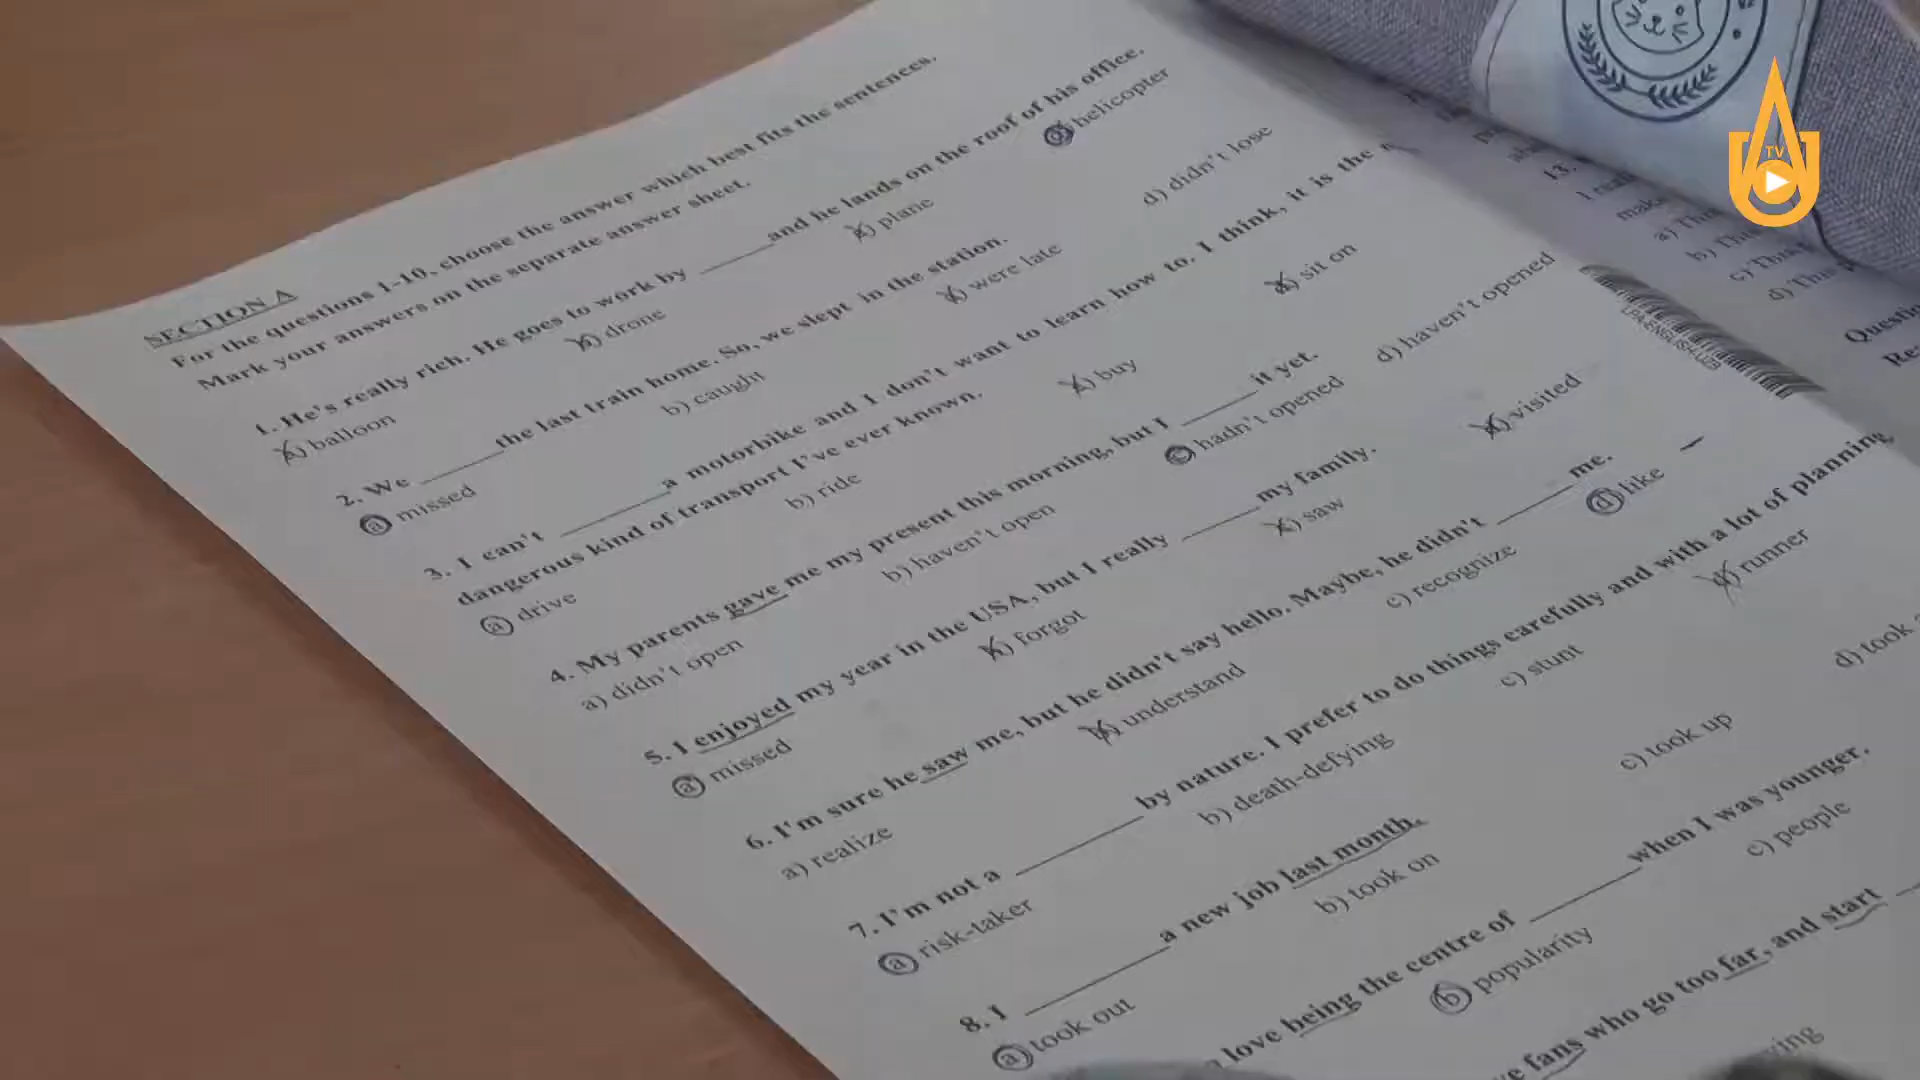 SECTION A
For the questions 1-10, choose the answer which best fits the sentences.
Mark your answers on the separate answer sheet.
1. He's really rich. He goes to work by ______ and he lands on the roof of his office.
a) balloon b) drone c) plane d) helicopter
2. We ______ the last train home. So, we slept in the station.
a) missed b) caught c) were late d) didn't lose
3. I can't ______ a motorbike and I don't want to learn how to. I think, it is the
dangerous kind of transport I've ever known.
a) drive b) ride c) buy d) sit on
4. My parents gave me my present this morning, but I ______ it yet.
a) didn't open b) haven't open c) hadn't opened d) haven't opened
5. I enjoyed my year in the USA, but I really ______ my family.
a) missed b) forgot c) saw d) visited
6. I'm sure he saw me, but he didn't say hello. Maybe, he didn't ______ me.
a) realize b) understand c) recognize d) like
7. I'm not a ______ by nature. I prefer to do things carefully and with a lot of planning
a) risk-taker b) death-defying c) stunt d) runner
8. I ______ a new job last month.
a) took out b) took on c) took up d) took
love being the centre of ______ when I was younger.
b) popularity c) people
fans who go too far, and start
13.
a) This
b) This
c) This
d) This
LPA-ENGLISH-LUG
TV